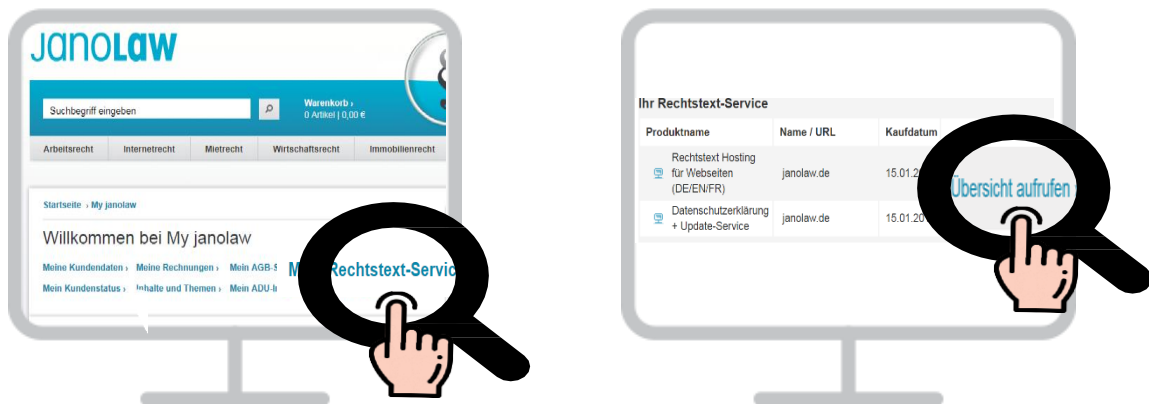 JANOLAW
Suchbegriff eingeben
Warenkorb ›
0 Artikel | 0,00 €
Arbeitsrecht Internetrecht Mietrecht Wirtschaftsrecht Immobilienrecht
Startseite › My janolaw
Willkommen bei My janolaw
Meine Kundendaten › Meine Rechnungen › Mein AGB-S
Rechtstext-Servic
Mein Kundenstatus › Inhalte und Themen › Mein ADU-
Ihr Rechtstext-Service
Produktname Name / URL Kaufdatum
Rechtstext Hosting
für Webseiten
(DE/EN/FR)
janolaw.de 15.01.2
Übersicht aufrufen
Datenschutzerklärung
+ Update-Service
janolaw.de 15.01.20